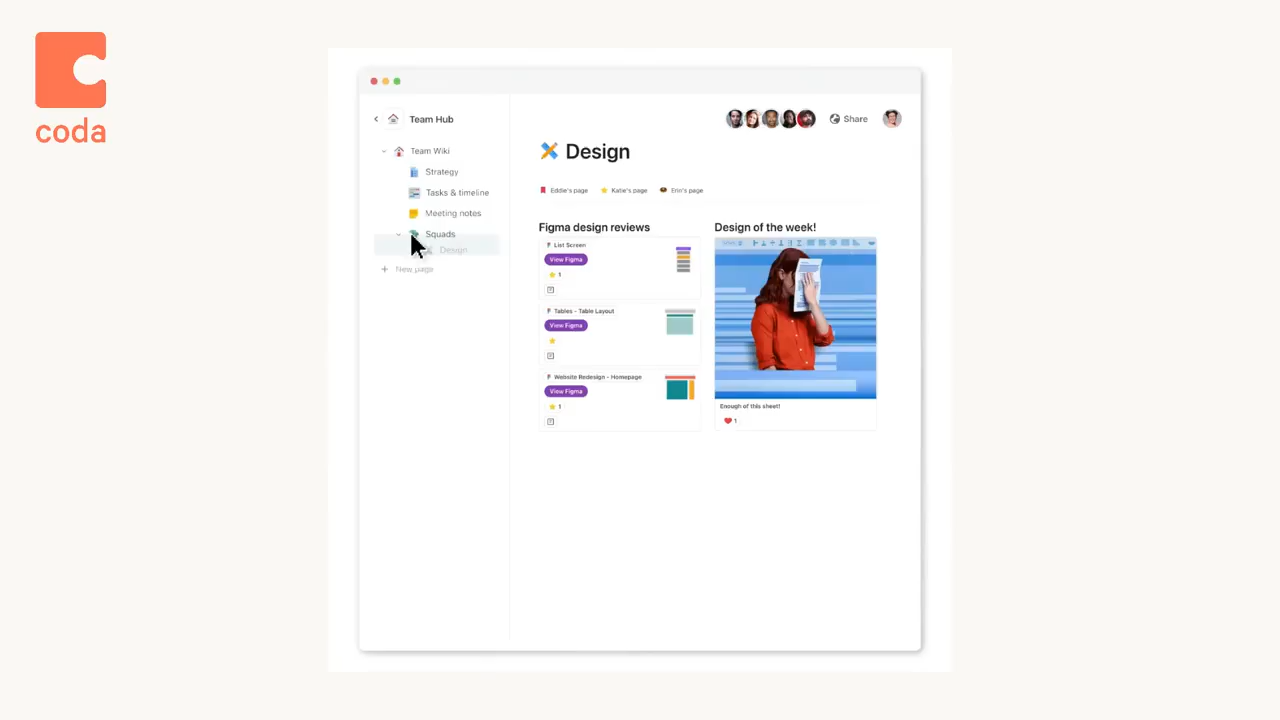 coda
Team Hub
Share
Team Wiki
Strategy
Tasks & timeline
Meeting notes
Squads
Design
New page
Design
Eddie's page
Katie's page
Erin's page
Figma design reviews
List Screen
View Figma
1
Tables - Table Layout
View Figma
Website Redesign - Homepage
View Figma
1
Design of the week!
Enough of this sheet!
1